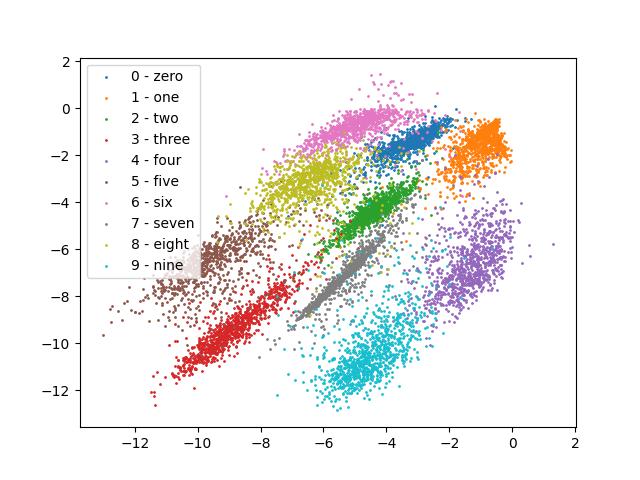 2
0
−2
−4
−6
−8
−10
−12
0 - zero
1 - one
2 - two
3 - three
4 - four
5 - five
6 - six
7 - seven
8 - eight
9 - nine
−12
−10
−8
−6
−4
−2
0
2